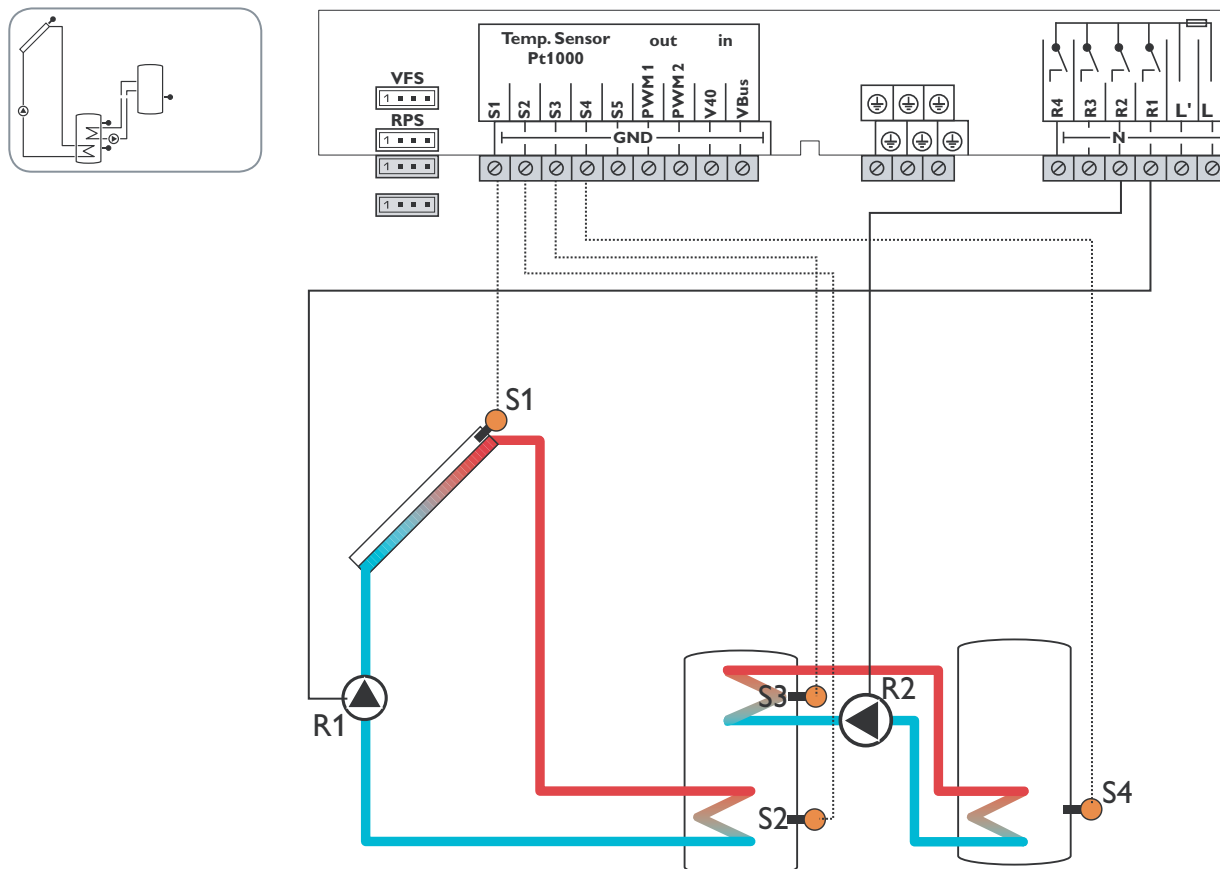 Temp. Sensor out in
Pt1000
VFS
1
RPS
1
1
1
S1 S2 S3 S4 S5 PWM 1 PWM 2 V40 VBus
GND
R4 R3 R2 R1 L' L
N
S1
R1
S3
R2
S2
S4